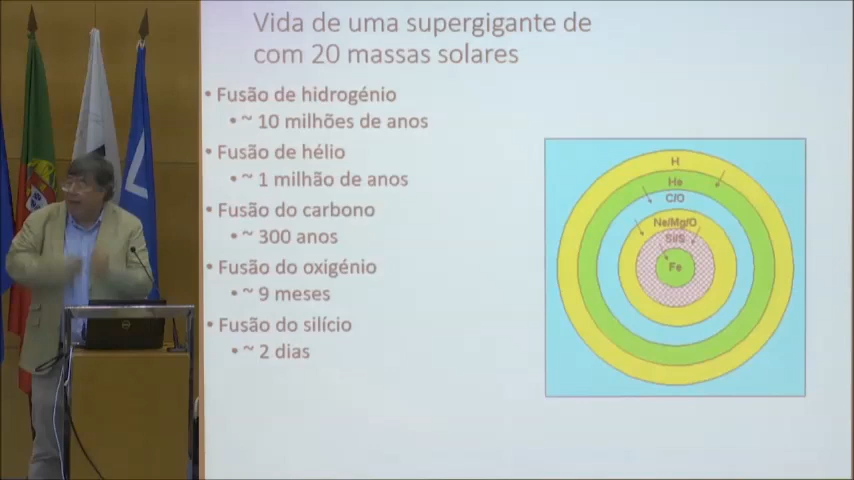 Vida de uma supergigante de
com 20 massas solares
• Fusão de hidrogénio
• ~ 10 milhões de anos
• Fusão de hélio
• ~ 1 milhão de anos
• Fusão do carbono
• ~ 300 anos
• Fusão do oxigénio
• ~ 9 meses
• Fusão do silício
• ~ 2 dias
H
He
C/O
Ne/Mg/O
Si/S
Fe